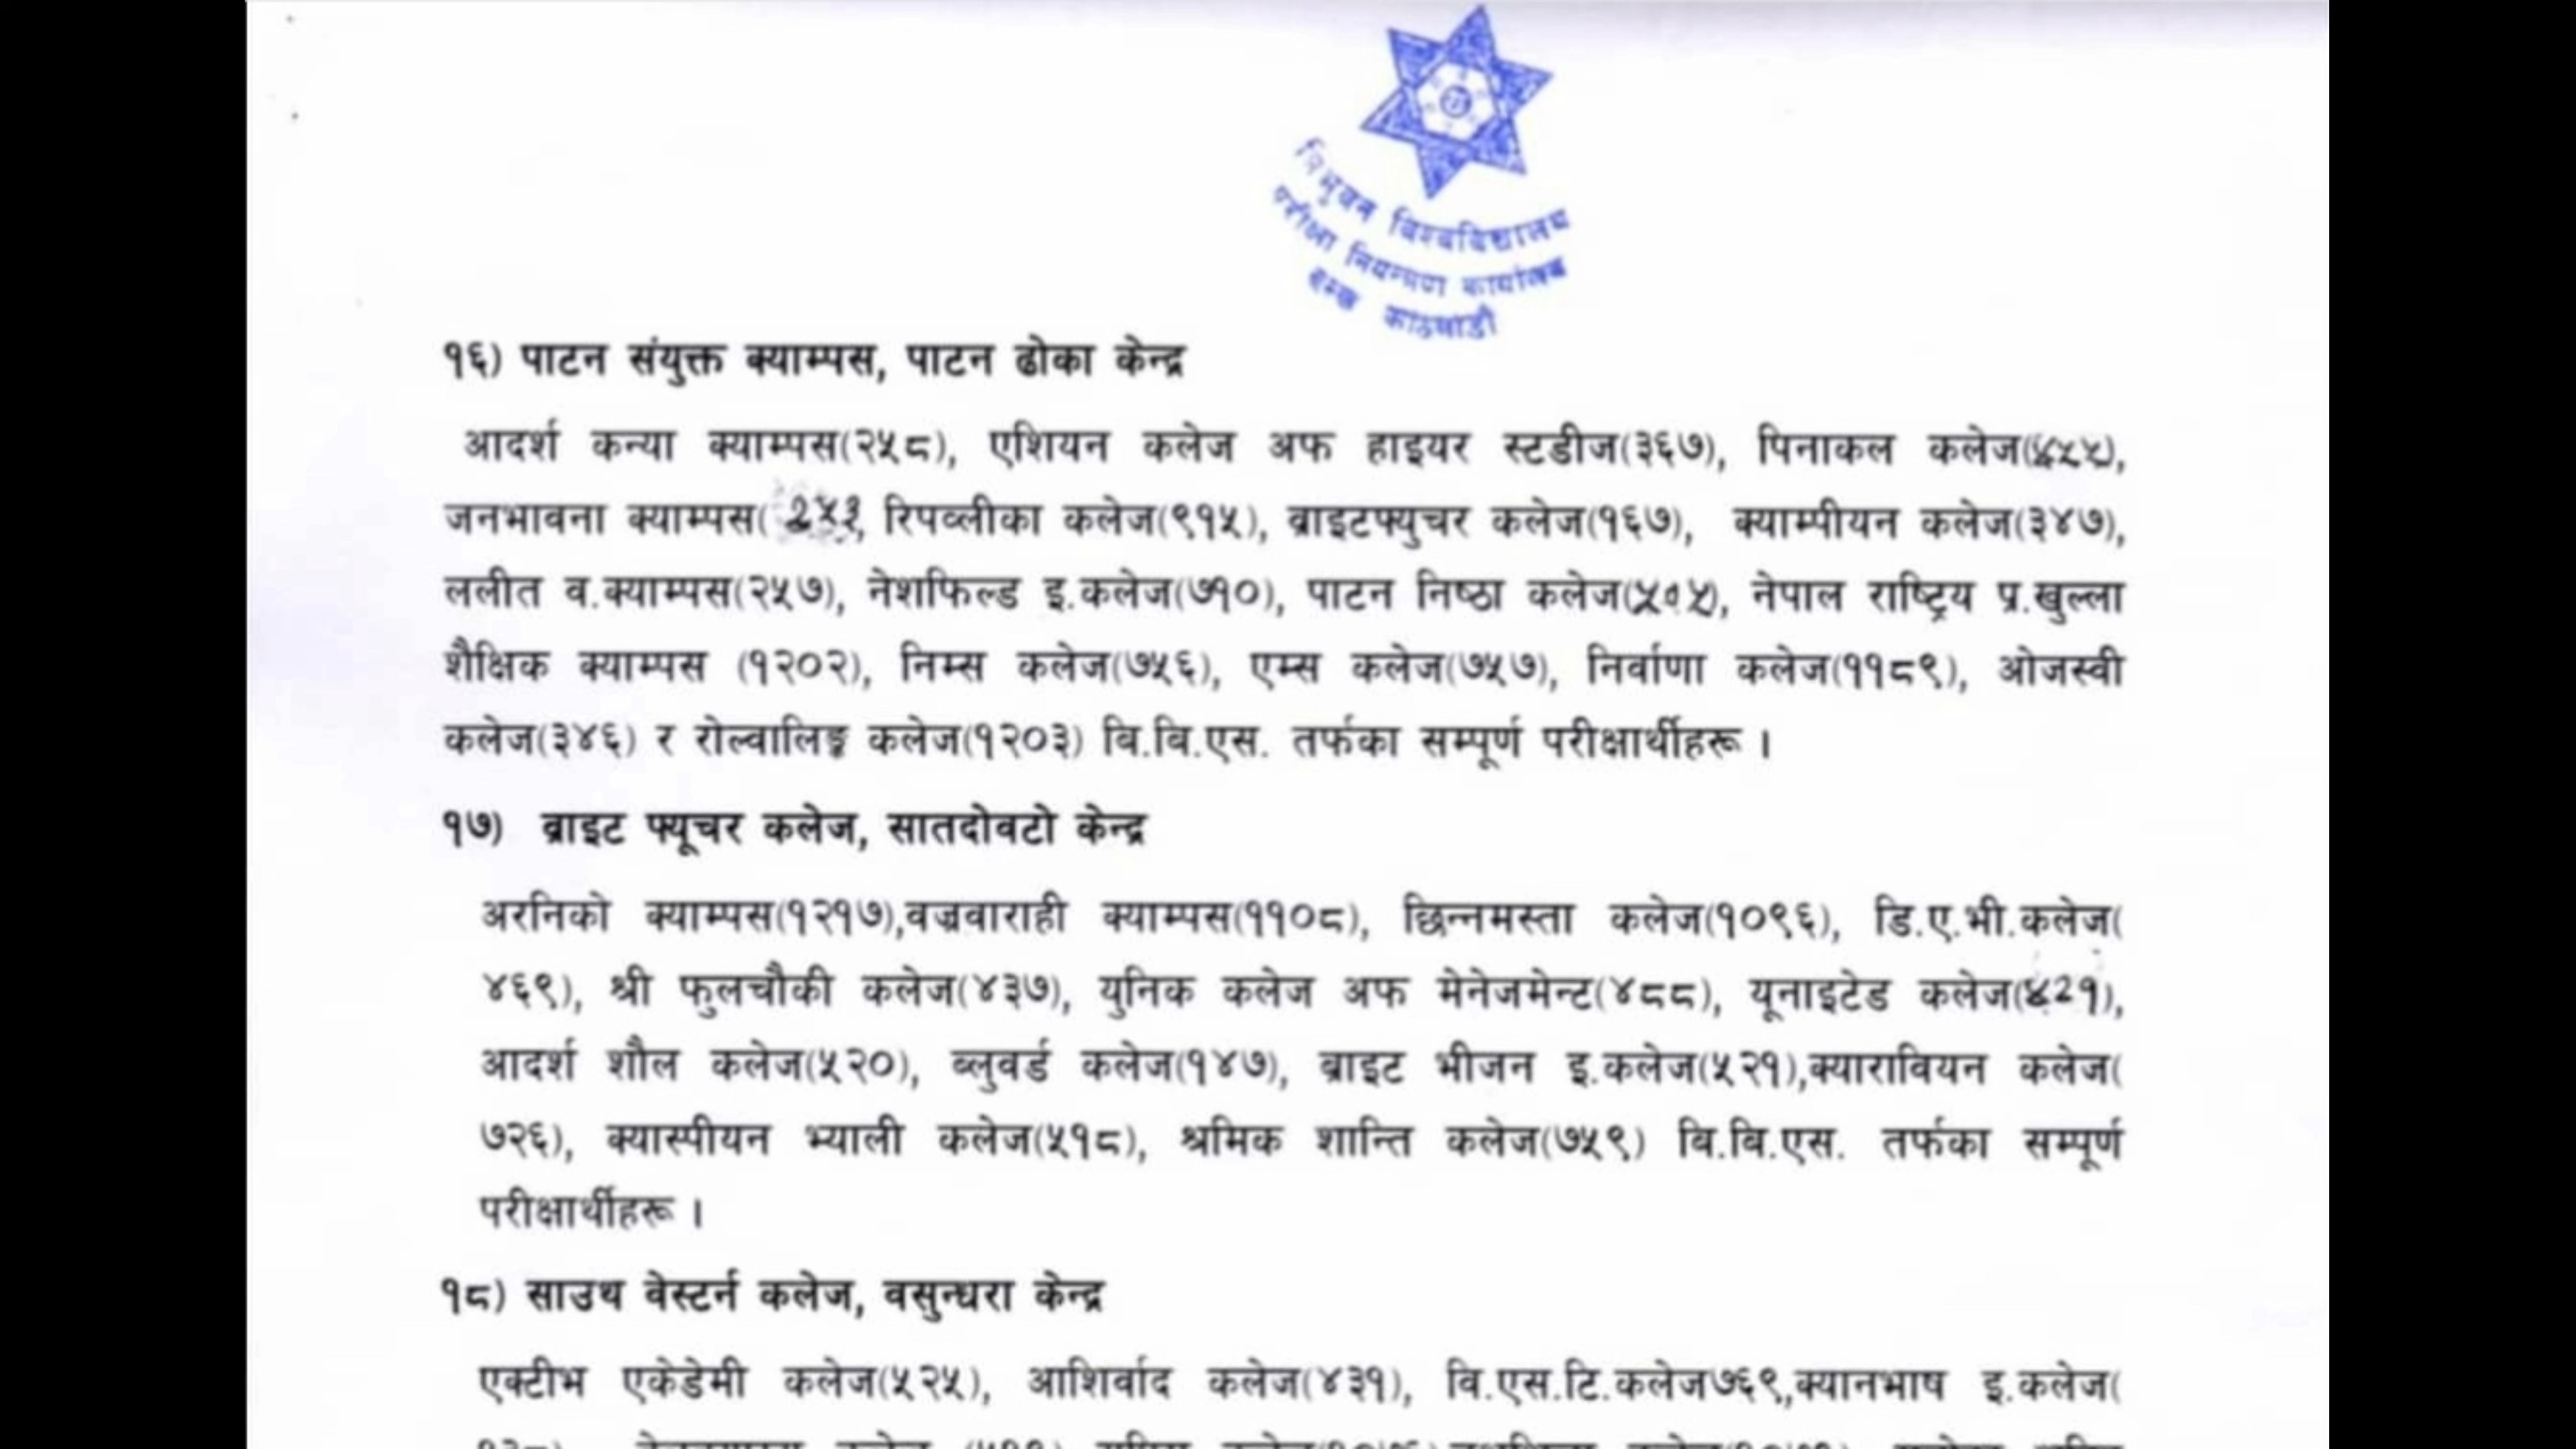 त्रिभुवन विश्वविद्यालय
परीक्षा नियन्त्रण कार्यालय
बल्खु काठमाडौं
१६) पाटन संयुक्त क्याम्पस, पाटन ढोका केन्द्र
आदर्श कन्या क्याम्पस(२५८), एशियन कलेज अफ हाइयर स्टडीज(३६७), पिनाकल कलेज(४५५),
जनभावना क्याम्पस( २५३, रिपव्लीका कलेज(९१५), ब्राइटफ्युचर कलेज(१६७), क्याम्पीयन कलेज(३४७),
ललीत व.क्याम्पस(२५७), नेशफिल्ड इ.कलेज(७१०), पाटन निष्ठा कलेज(५०५), नेपाल राष्ट्रिय प्र.खुल्ला
शैक्षिक क्याम्पस (१२०२), निम्स कलेज(७५६), एम्स कलेज(७५७), निर्वाणा कलेज(११८९), ओजस्वी
कलेज(३४६) र रोल्वालिङ्ग कलेज(१२०३) वि.वि.एस. तर्फका सम्पूर्ण परीक्षार्थीहरू ।
१७) ब्राइट फ्यूचर कलेज, सातदोवटो केन्द्र
अरनिको क्याम्पस(१२१७),वज्रवाराही क्याम्पस(११०८), छिन्नमस्ता कलेज(१०९६), डि.ए.भी.कलेज(
४६९), श्री फुलचौकी कलेज(४३७), युनिक कलेज अफ मेनेजमेन्ट(४८८), यूनाइटेड कलेज(४२१),
आदर्श शौल कलेज(५२०), ब्लुवर्ड कलेज(१४७), ब्राइट भीजन इ.कलेज(५२१),क्यारावियन कलेज(
७२६), क्यास्पीयन भ्याली कलेज(५१८), श्रमिक शान्ति कलेज(७५९) वि.वि.एस. तर्फका सम्पूर्ण
परीक्षार्थीहरू ।
१८) साउथ वेस्टर्न कलेज, वसुन्धरा केन्द्र
एक्टीभ एकेडेमी कलेज(५२५), आशिर्वाद कलेज(४३१), वि.एस.टि.कलेज७६९,क्यानभाष इ.कलेज(